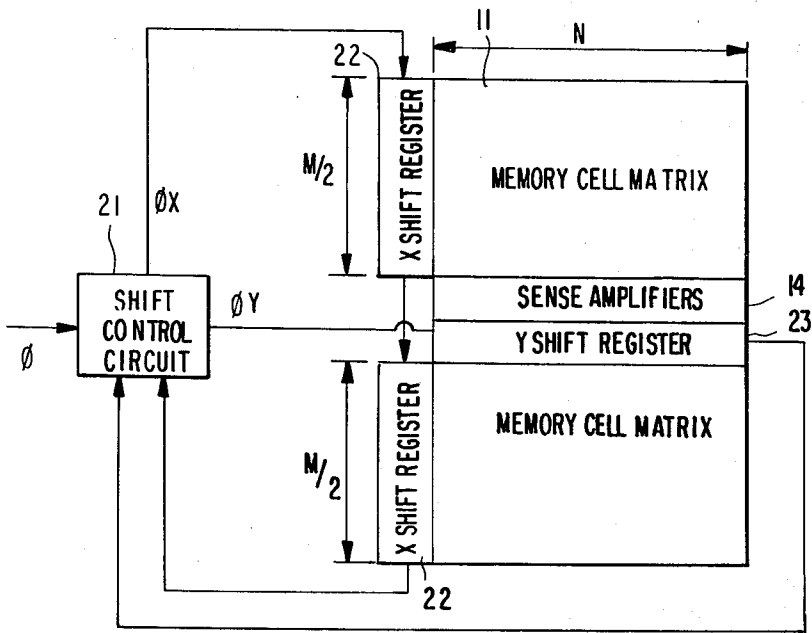 11
N
22
X SHIFT REGISTER
M/2
MEMORY CELL MATRIX
21
ØX
SHIFT
CONTROL
CIRCUIT
Ø
ØY
SENSE AMPLIFIERS
14
23
Y SHIFT REGISTER
X SHIFT REGISTER
M/2
MEMORY CELL MATRIX
22